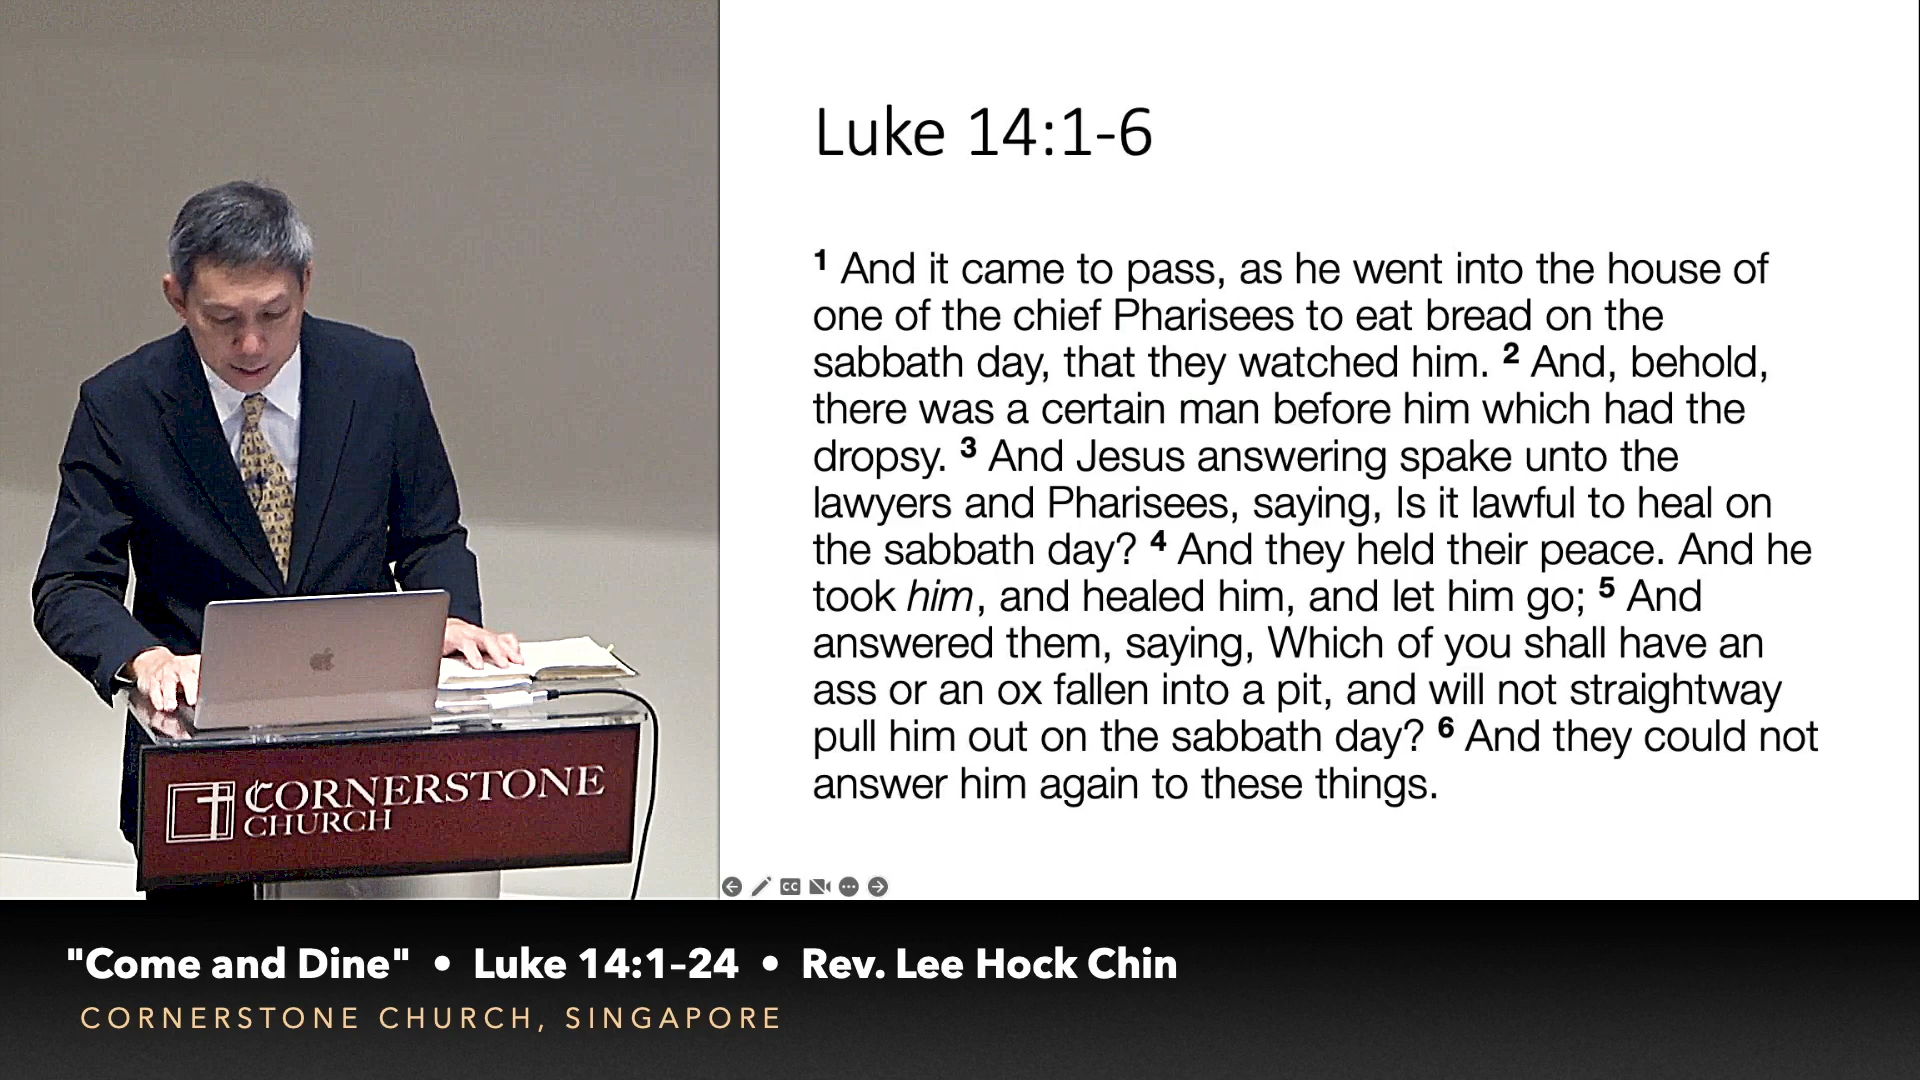 Luke 14:1-6
1 And it came to pass, as he went into the house of
one of the chief Pharisees to eat bread on the
sabbath day, that they watched him. 2 And, behold,
there was a certain man before him which had the
dropsy. 3 And Jesus answering spake unto the
lawyers and Pharisees, saying, Is it lawful to heal on
the sabbath day? 4 And they held their peace. And he
took him, and healed him, and let him go; 5 And
answered them, saying, Which of you shall have an
ass or an ox fallen into a pit, and will not straightway
pull him out on the sabbath day? 6 And they could not
answer him again to these things.
CC
CORNERSTONE
CHURCH
"Come and Dine" • Luke 14:1–24 • Rev. Lee Hock Chin
CORNERSTONE CHURCH, SINGAPORE